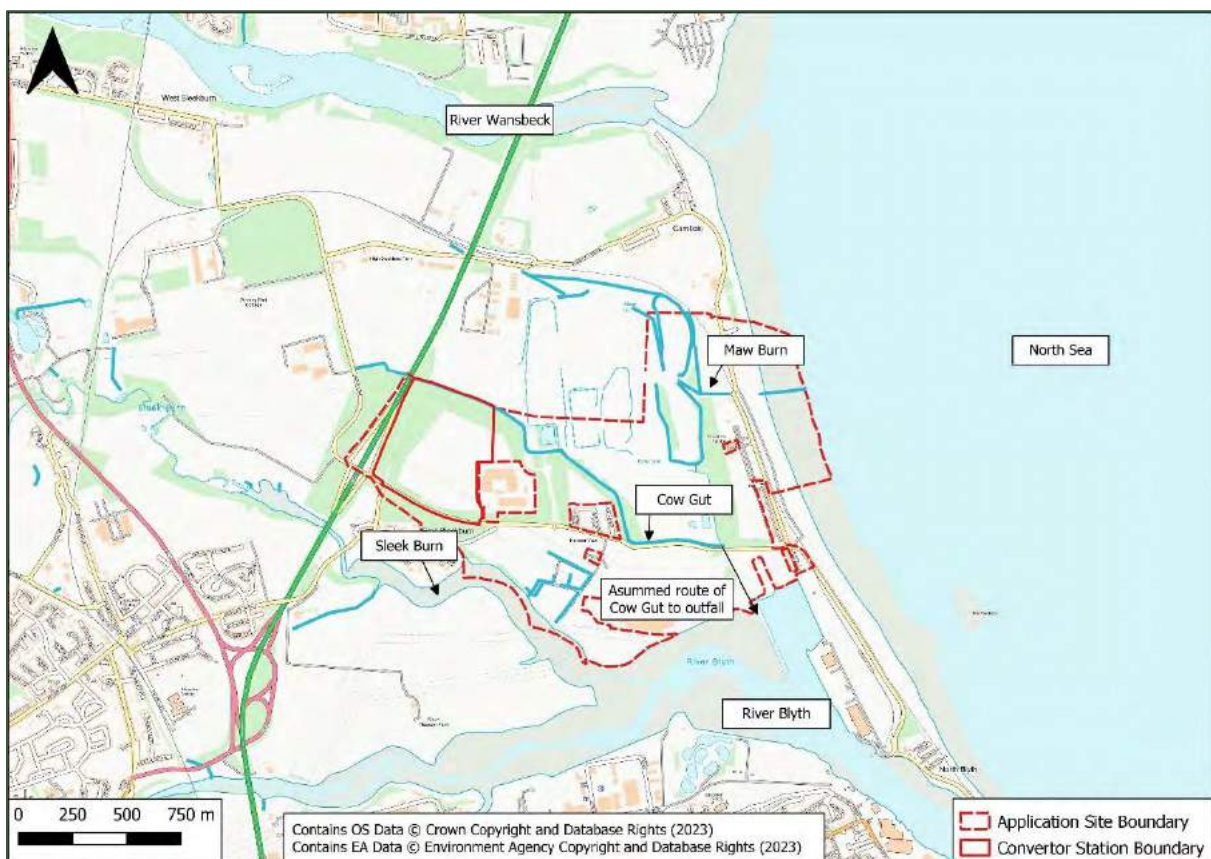 West Sleekburn
River Wansbeck
Cambois
Maw Burn
North Sea
Sleek Burn
Cow Gut
Sleek Burn
Asummed route of
Cow Gut to outfall
River Blyth
River Blyth
North Blyth
0 250 500 750 m
Contains OS Data © Crown Copyright and Database Rights (2023)
Contains EA Data © Environment Agency Copyright and Database Rights (2023)
Application Site Boundary
Convertor Station Boundary